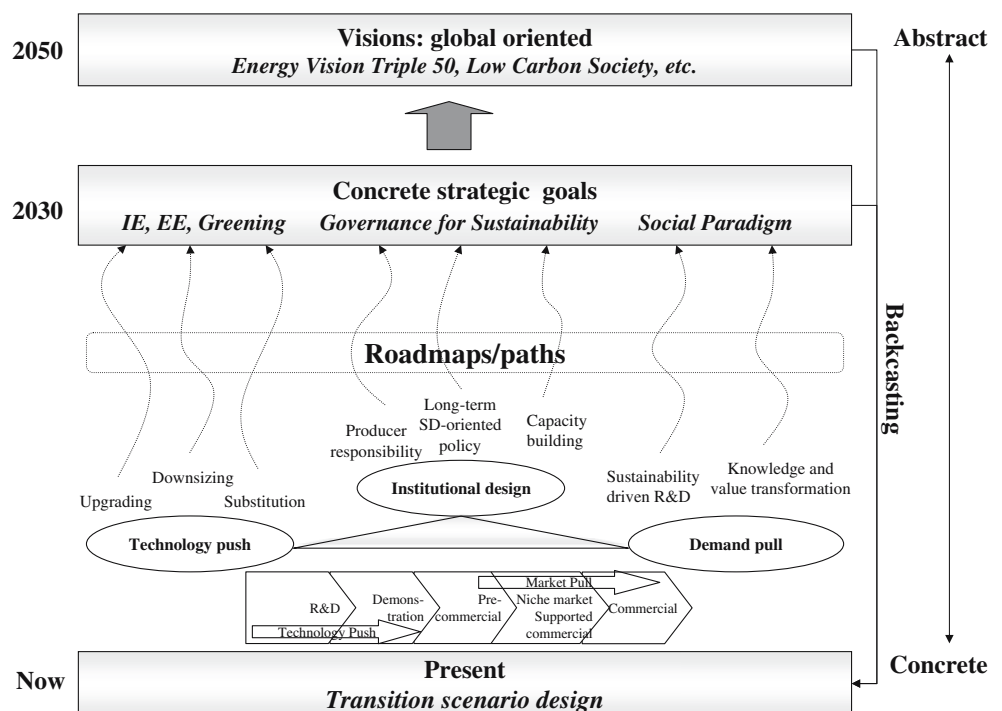 2050
Visions: global oriented
Energy Vision Triple 50, Low Carbon Society, etc.
Abstract
2030
Concrete strategic goals
IE, EE, Greening
Governance for Sustainability
Social Paradigm
Backcasting
Roadmaps/paths
Upgrading
Downsizing
Substitution
Producer
responsibility
Long-term
SD-oriented
policy
Capacity
building
Sustainability
driven R&D
Knowledge and
value transformation
Technology push
Institutional design
Demand pull
R&D
Demons-
tration
Pre-
commercial
Niche market
Supported
commercial
Commercial
Technology Push
Market Pull
Now
Present
Transition scenario design
Concrete